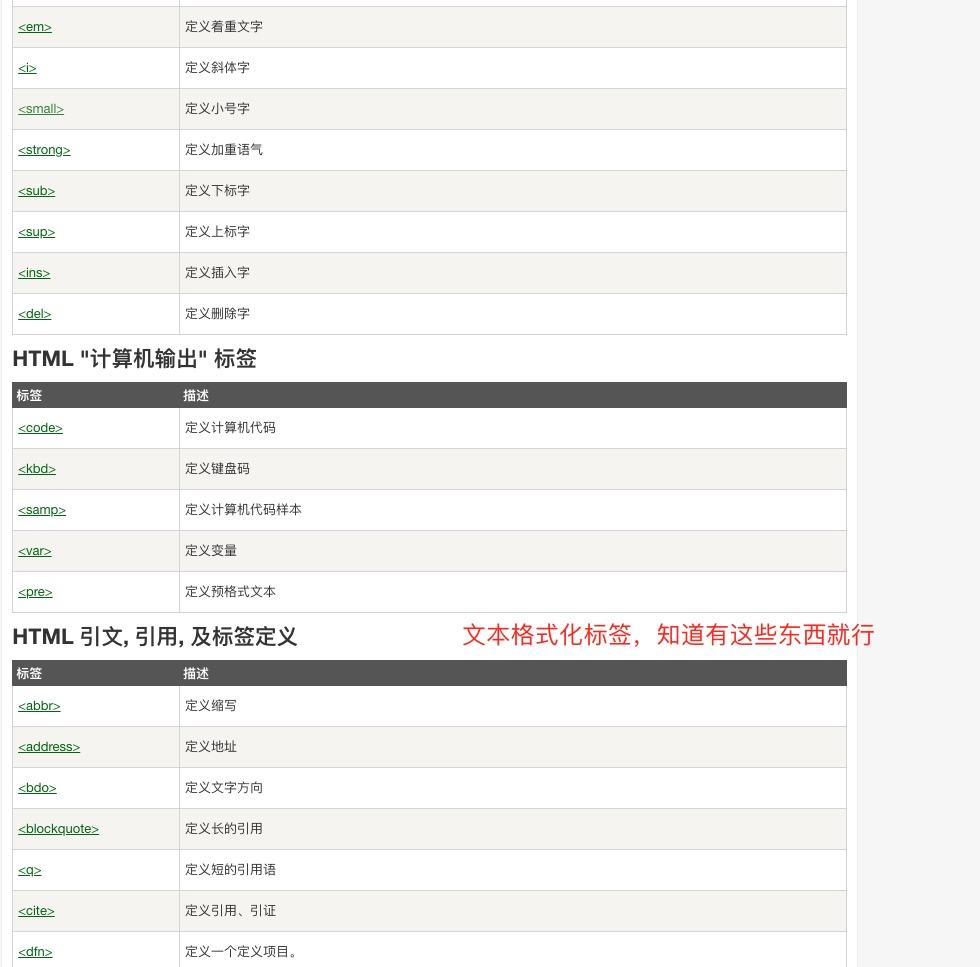 <em> 定义着重文字
<i> 定义斜体字
<small> 定义小号字
<strong> 定义加重语气
<sub> 定义下标字
<sup> 定义上标字
<ins> 定义插入字
<del> 定义删除字
HTML "计算机输出" 标签
标签 描述
<code> 定义计算机代码
<kbd> 定义键盘码
<samp> 定义计算机代码样本
<var> 定义变量
<pre> 定义预格式文本
HTML 引文, 引用, 及标签定义
文本格式化标签，知道有这些东西就行
标签 描述
<abbr> 定义缩写
<address> 定义地址
<bdo> 定义文字方向
<blockquote> 定义长的引用
<q> 定义短的引用语
<cite> 定义引用、引证
<dfn> 定义一个定义项目。